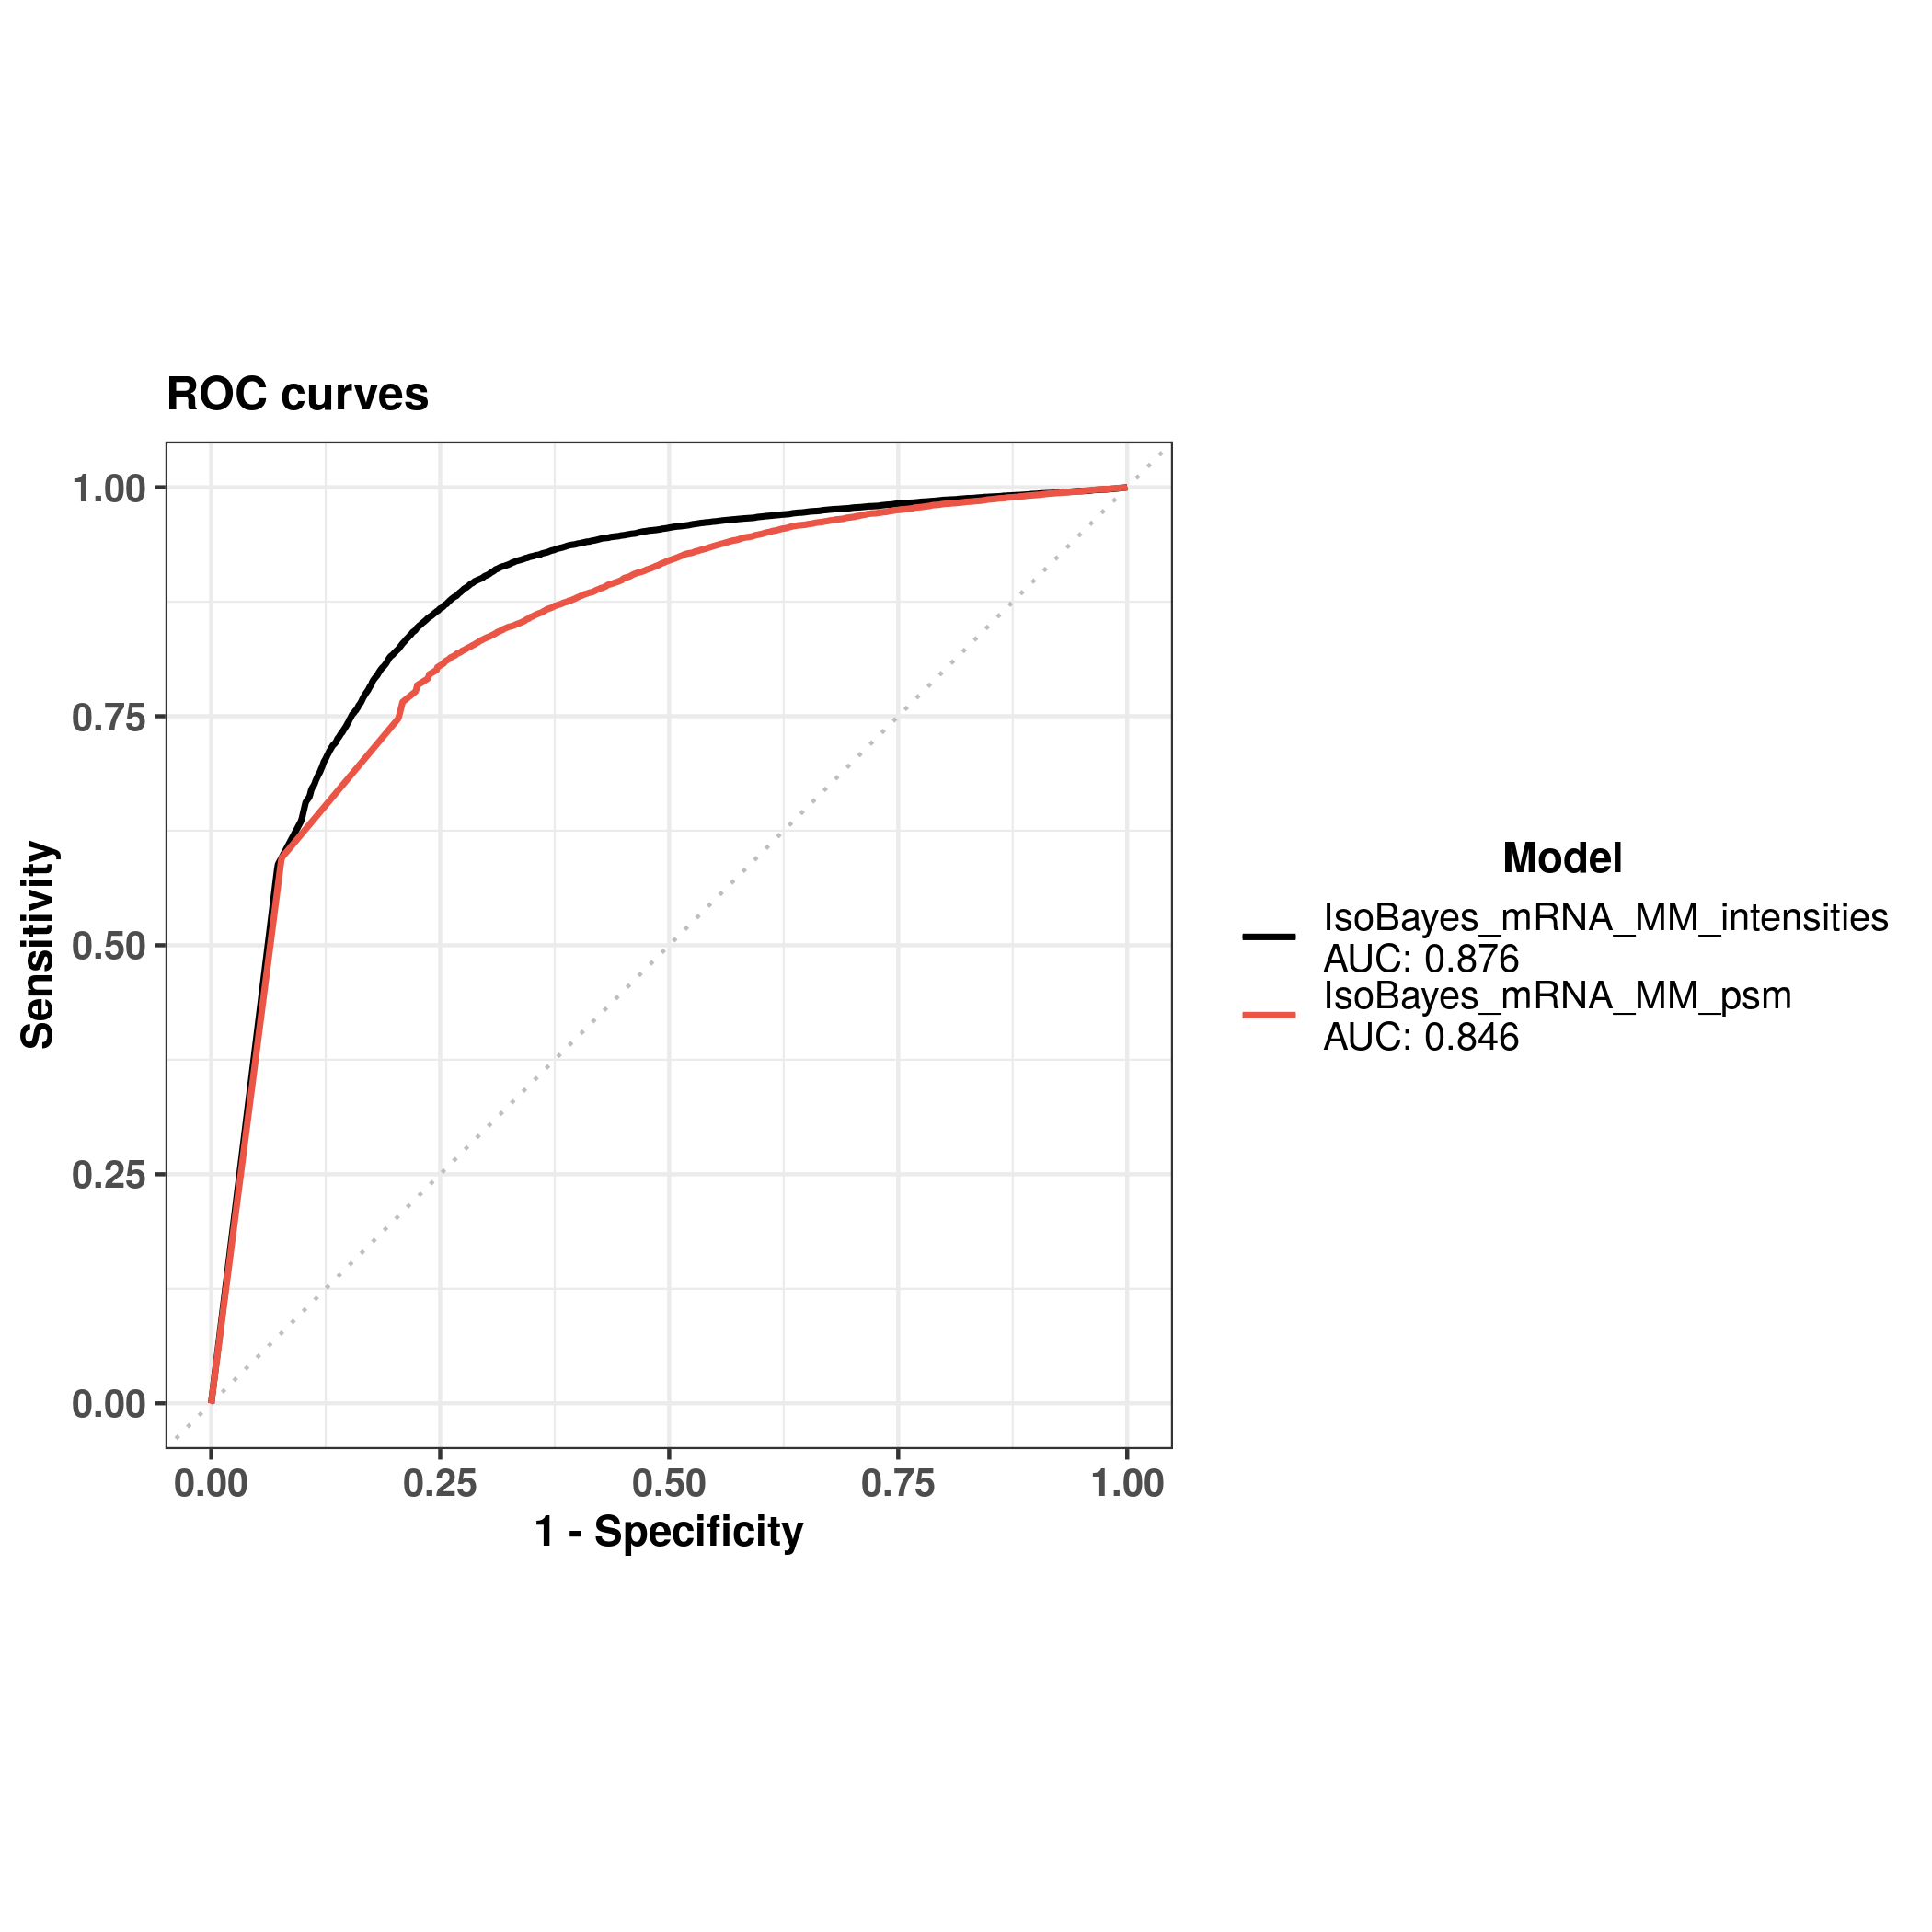 ROC curves
1.00
0.75
0.50
0.25
0.00
Sensitivity
0.00 0.25 0.50 0.75 1.00
1 - Specificity
Model
IsoBayes_mRNA_MM_intensities
AUC: 0.876
IsoBayes_mRNA_MM_psm
AUC: 0.846